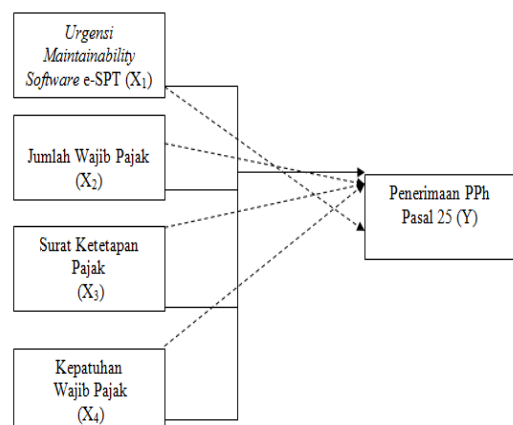 Urgensi
Maintainability
Software e-SPT (X₁)
Jumlah Wajib Pajak
(X₂)
Surat Ketetapan
Pajak
(X₃)
Kepatuhan
Wajib Pajak
(X₄)
Penerimaan PPh
Pasal 25 (Y)